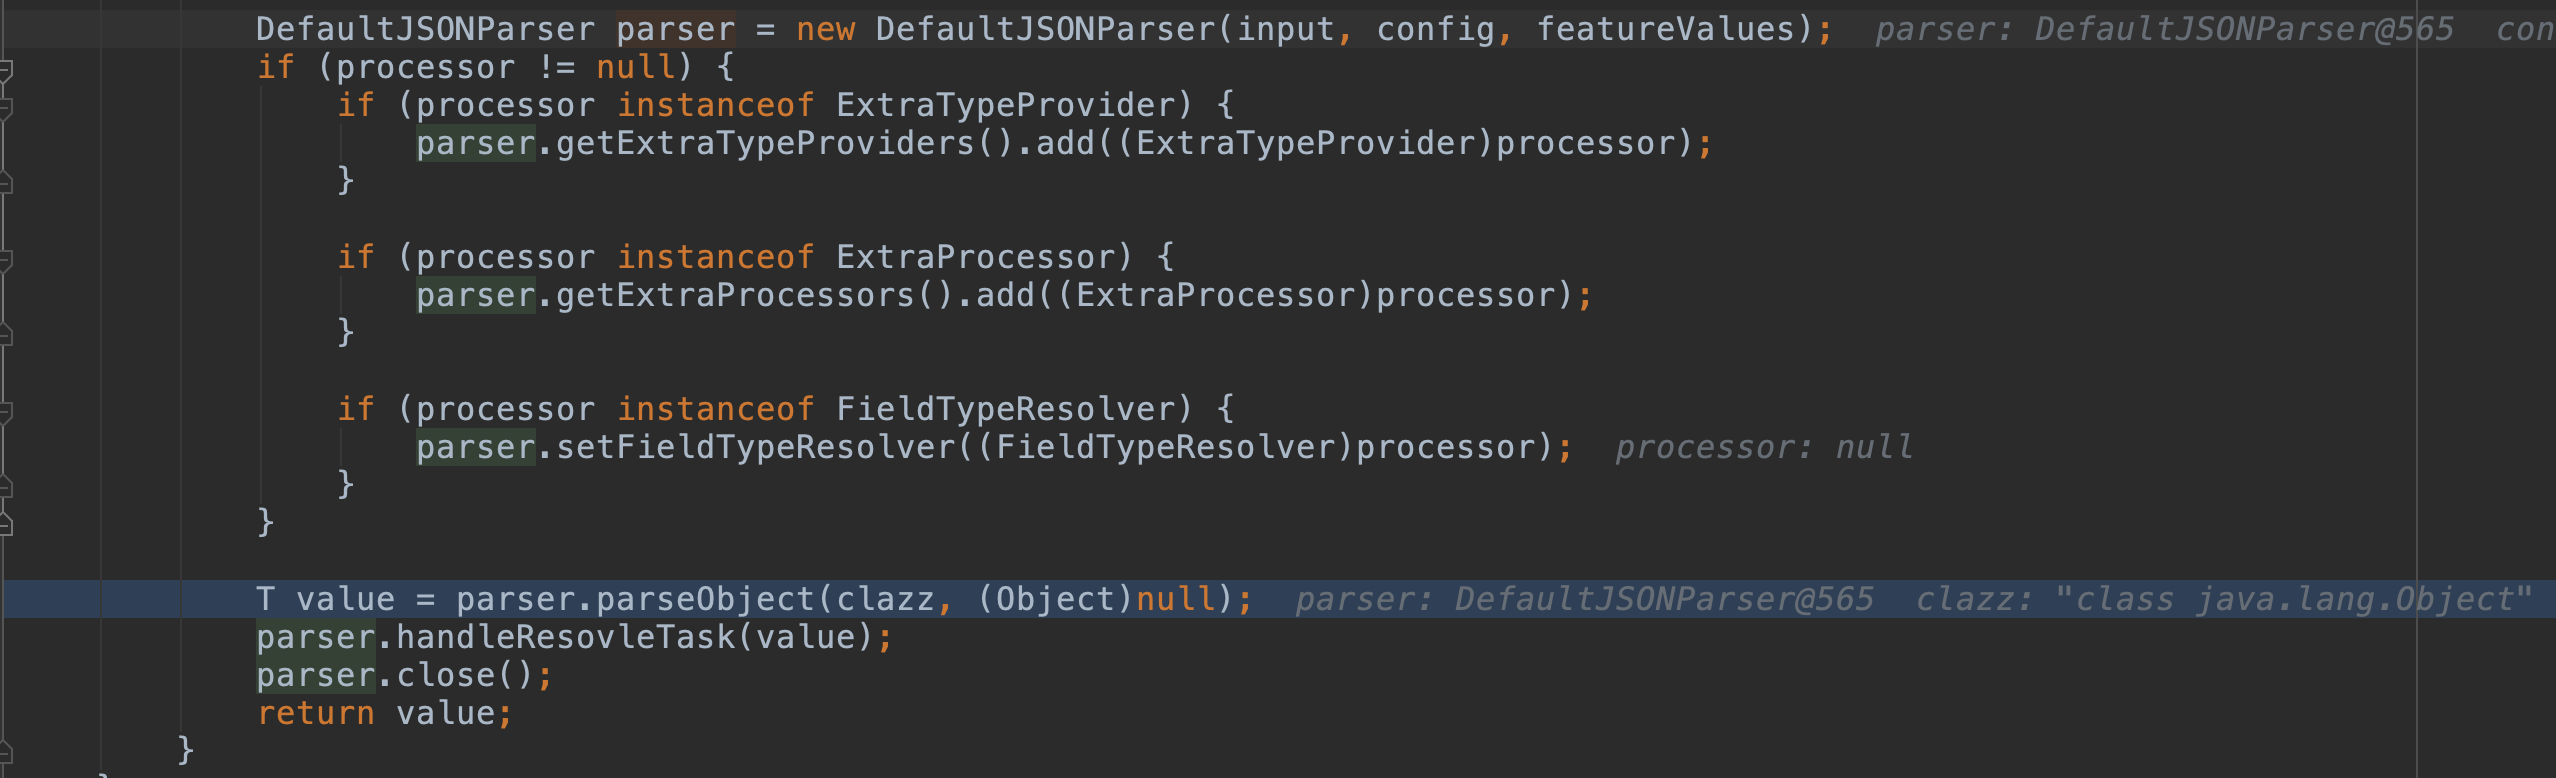 DefaultJSONParser parser = new DefaultJSONParser(input, config, featureValues); parser: DefaultJSONParser@565 con
if (processor != null) {
if (processor instanceof ExtraTypeProvider) {
parser.getExtraTypeProviders().add((ExtraTypeProvider)processor);
}
if (processor instanceof ExtraProcessor) {
parser.getExtraProcessors().add((ExtraProcessor)processor);
}
if (processor instanceof FieldTypeResolver) {
parser.setFieldTypeResolver((FieldTypeResolver)processor); processor: null
}
}
T value = parser.parseObject(clazz, (Object)null); parser: DefaultJSONParser@565 clazz: "class java.lang.Object"
parser.handleResovleTask(value);
parser.close();
return value;
}